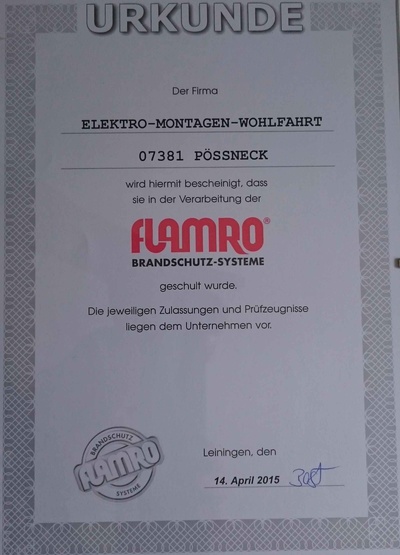 URKUNDE
Der Firma
ELEKTRO-MONTAGEN-WOHLFAHRT
07381 PÖSSNECK
wird hiermit bescheinigt, dass
sie in der Verarbeitung der
FLAMRO®
BRANDSCHUTZ-SYSTEME
geschult wurde.
Die jeweiligen Zulassungen und Prüfzeugnisse
liegen dem Unternehmen vor.
BRANDSCHUTZ
FLAMRO
SYSTEME
Leiningen, den
14. April 2015